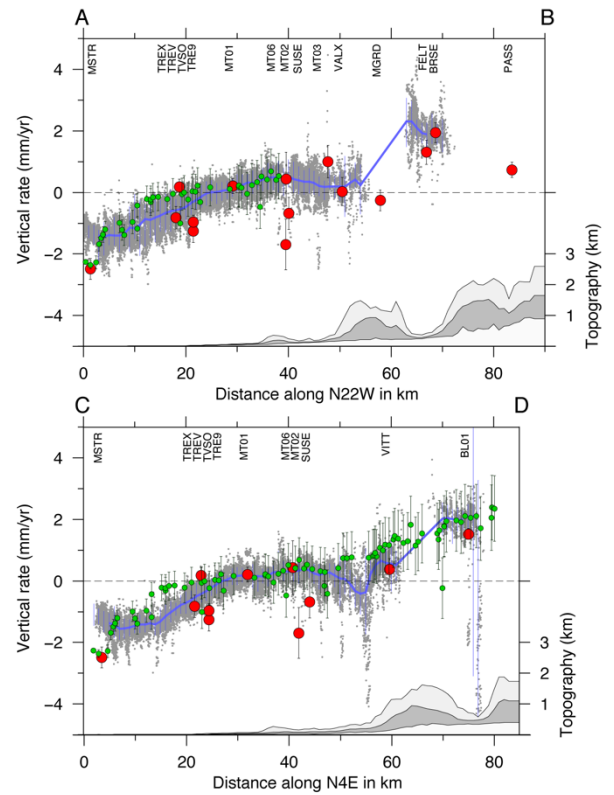 A B
MSTR TREX TREV TVSO TRE9 MT01 MT06 MT02 SUSE MT03 VALX MGRD FELT BRSE PASS
4
2
0
−2
−4
Vertical rate (mm/yr)
3
2
1
Topography (km)
0 20 40 60 80
Distance along N22W in km
C D
MSTR TREX TREV TVSO TRE9 MT01 MT06 MT02 SUSE VITT BL01
4
2
0
−2
−4
Vertical rate (mm/yr)
3
2
1
Topography (km)
0 20 40 60 80
Distance along N4E in km